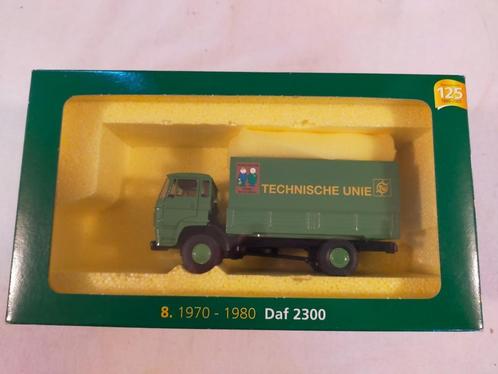 125
TECHNISCHE UNIE
8. 1970 - 1980 Daf 2300